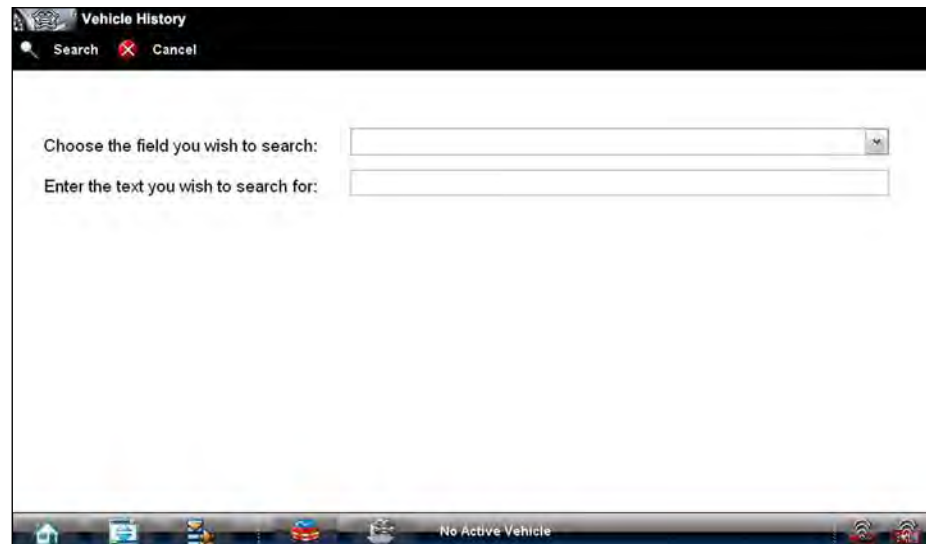 Vehicle History
Search Cancel
Choose the field you wish to search:
Enter the text you wish to search for:
No Active Vehicle